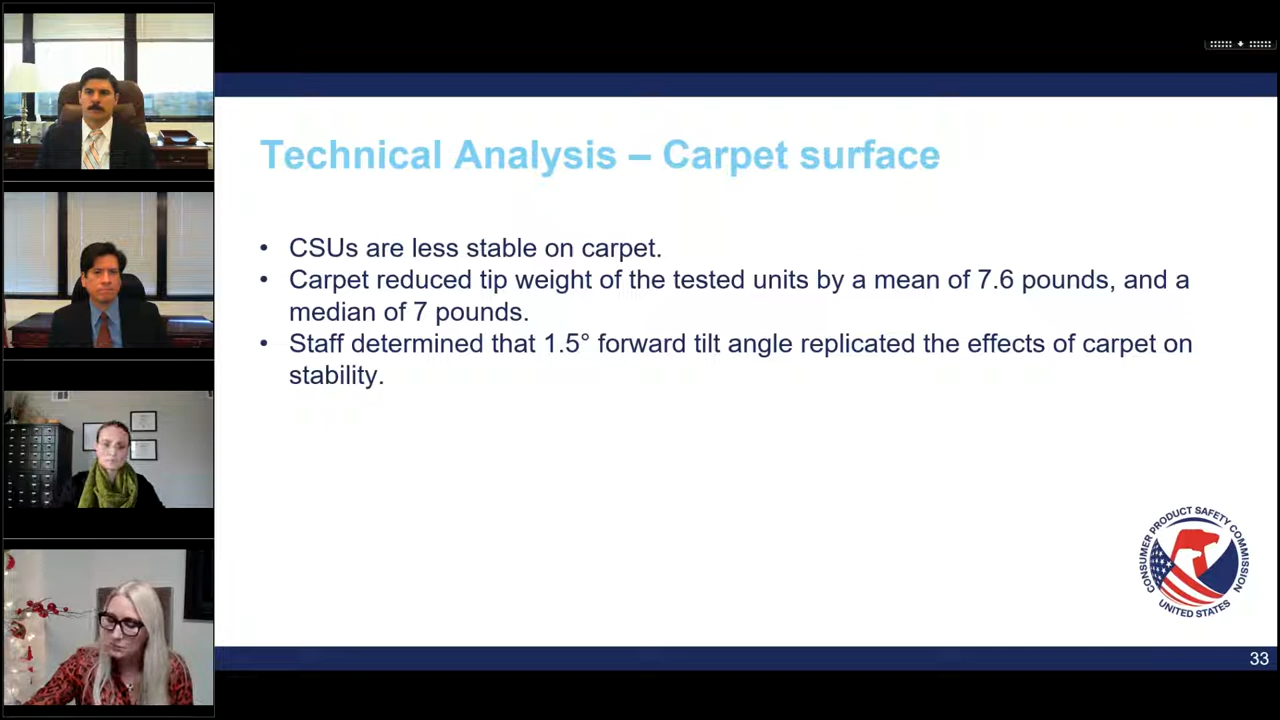 Technical Analysis – Carpet surface
• CSUs are less stable on carpet.
• Carpet reduced tip weight of the tested units by a mean of 7.6 pounds, and a
median of 7 pounds.
• Staff determined that 1.5° forward tilt angle replicated the effects of carpet on
stability.
CONSUMER PRODUCT SAFETY COMMISSION
UNITED STATES
33